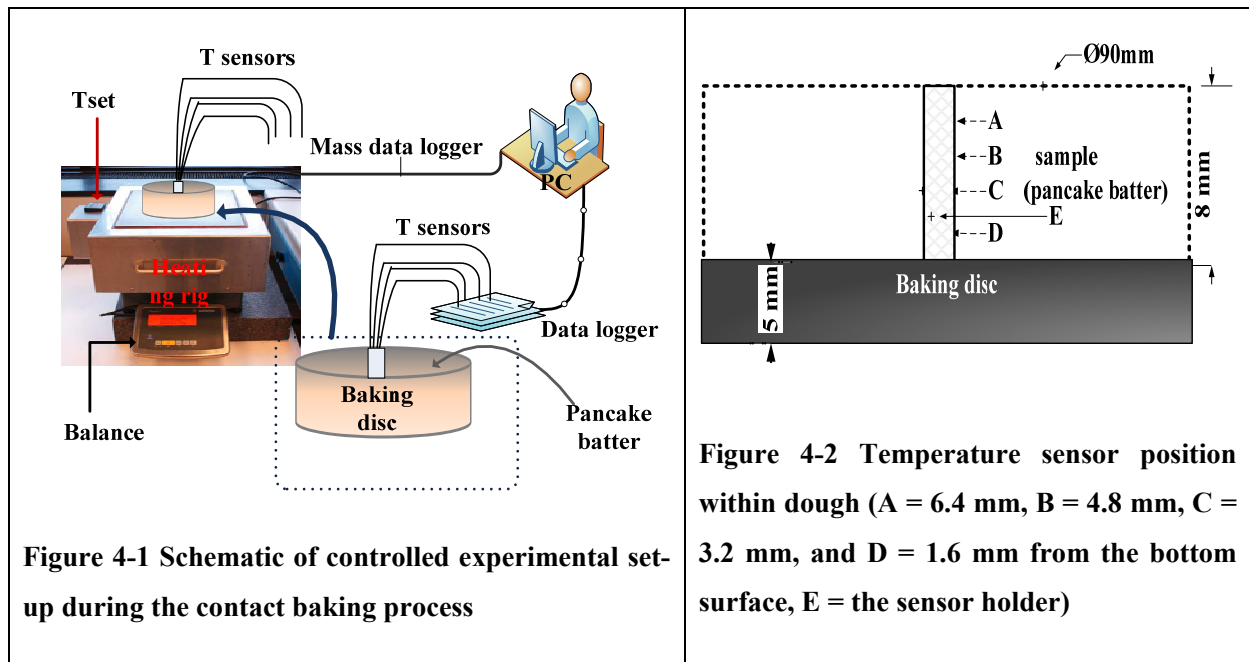 T sensors
Tset
Mass data logger
PC
T sensors
Heati
ng rig
Data logger
Baking
disc
Pancake
batter
Balance
Figure 4-1 Schematic of controlled experimental set-
up during the contact baking process
Ø90mm
A
B
sample
C
(pancake batter)
E
D
8 mm
Baking disc
5 mm
Figure 4-2 Temperature sensor position
within dough (A = 6.4 mm, B = 4.8 mm, C =
3.2 mm, and D = 1.6 mm from the bottom
surface, E = the sensor holder)